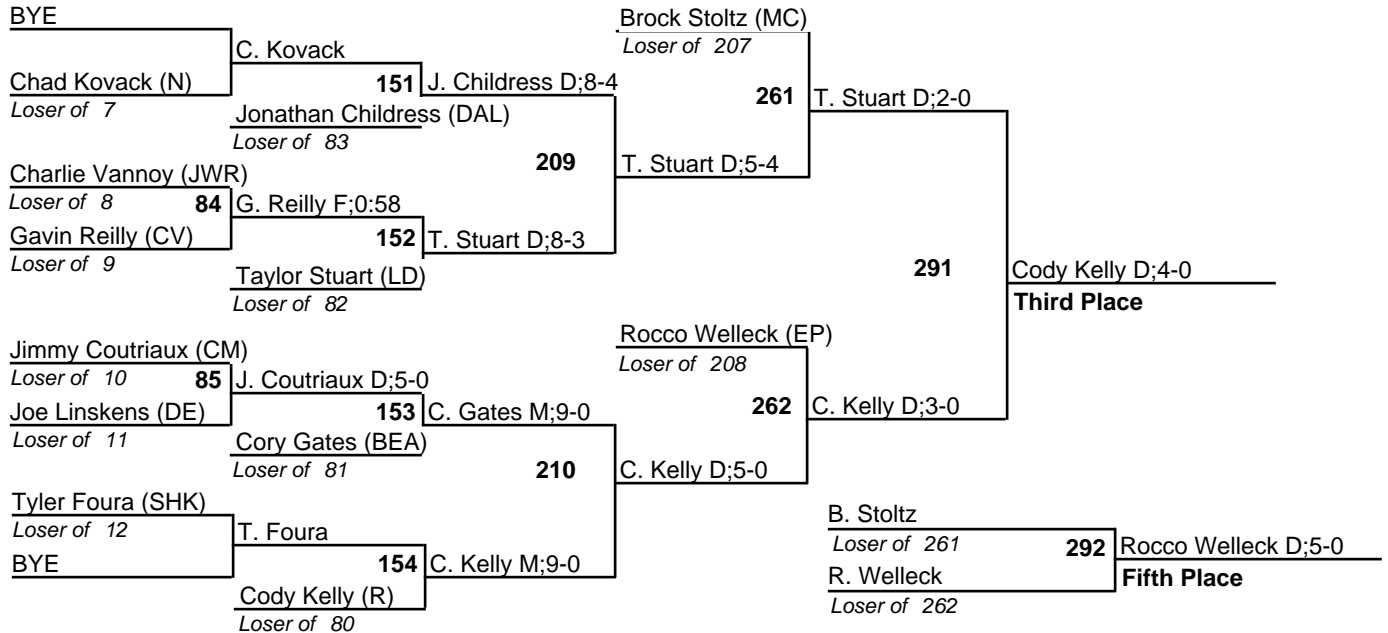 BYE
Brock Stoltz (MC)
Loser of 207
C. Kovack
Chad Kovack (N)
Loser of 7
151
J. Childress D;8-4
261
T. Stuart D;2-0
Jonathan Childress (DAL)
Loser of 83
209
T. Stuart D;5-4
Charlie Vannoy (JWR)
Loser of 8
84
G. Reilly F;0:58
Gavin Reilly (CV)
Loser of 9
152
T. Stuart D;8-3
Taylor Stuart (LD)
Loser of 82
291
Cody Kelly D;4-0
Third Place
Jimmy Coutriaux (CM)
Loser of 10
85
J. Coutriaux D;5-0
Rocco Welleck (EP)
Loser of 208
Joe Linskens (DE)
Loser of 11
153
C. Gates M;9-0
262
C. Kelly D;3-0
Cory Gates (BEA)
Loser of 81
210
C. Kelly D;5-0
Tyler Foura (SHK)
Loser of 12
T. Foura
BYE
154
C. Kelly M;9-0
Cody Kelly (R)
Loser of 80
B. Stoltz
Loser of 261
292
Rocco Welleck D;5-0
R. Welleck
Fifth Place
Loser of 262